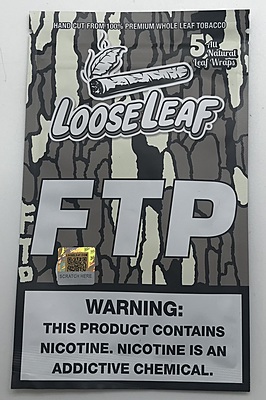 HAND CUT FROM 100% PREMIUM WHOLE LEAF TOBACCO
5 All
Natural
Leaf Wraps
LOOSELEAF
FTP
FTP
SCRATCH HERE
WARNING:
THIS PRODUCT CONTAINS
NICOTINE. NICOTINE IS AN
ADDICTIVE CHEMICAL.